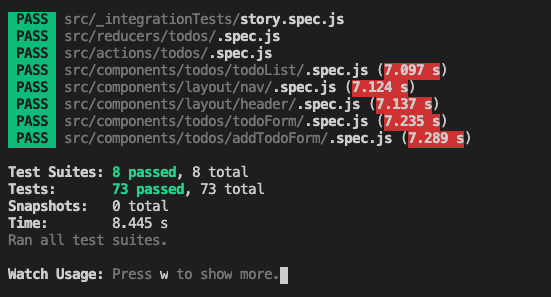 PASS src/_integrationTests/story.spec.js
PASS src/reducers/todos/.spec.js
PASS src/actions/todos/.spec.js
PASS src/components/todos/todoList/.spec.js (7.097 s)
PASS src/components/layout/nav/.spec.js (7.124 s)
PASS src/components/layout/header/.spec.js (7.137 s)
PASS src/components/todos/todoForm/.spec.js (7.235 s)
PASS src/components/todos/addTodoForm/.spec.js (7.289 s)
Test Suites: 8 passed, 8 total
Tests: 73 passed, 73 total
Snapshots: 0 total
Time: 8.445 s
Ran all test suites.
Watch Usage: Press w to show more.